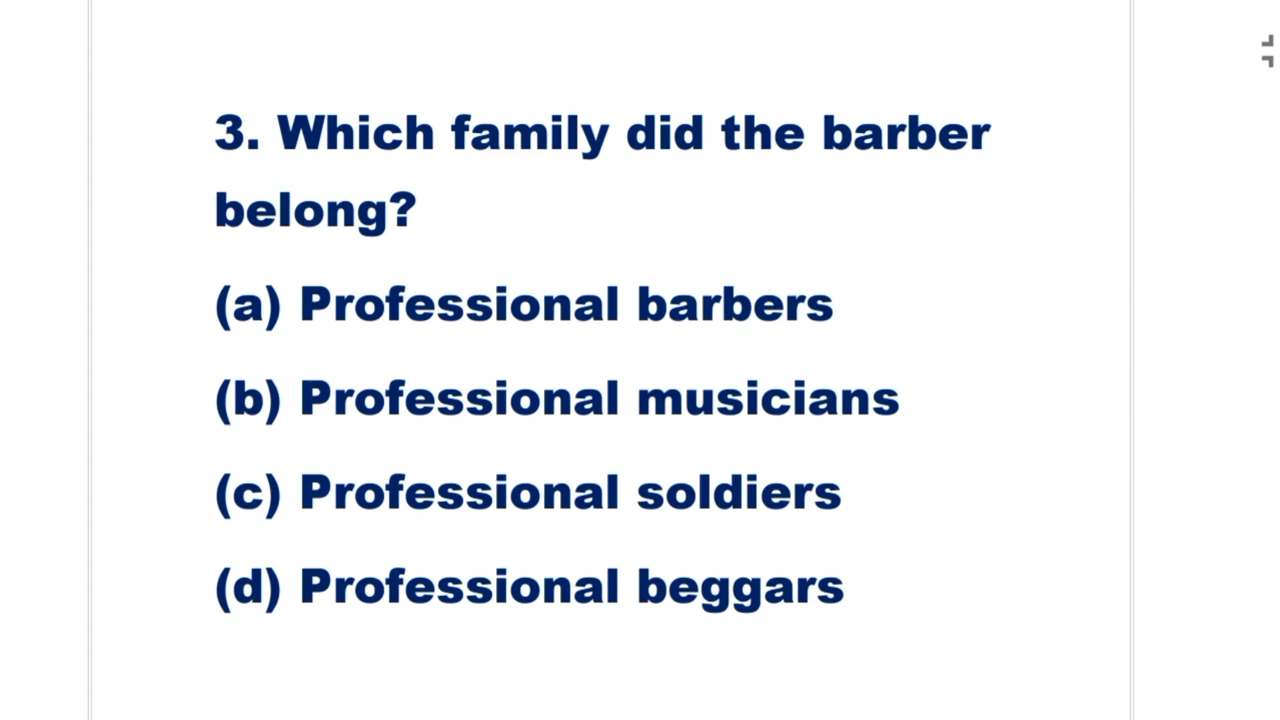 3. Which family did the barber
belong?
(a) Professional barbers
(b) Professional musicians
(c) Professional soldiers
(d) Professional beggars